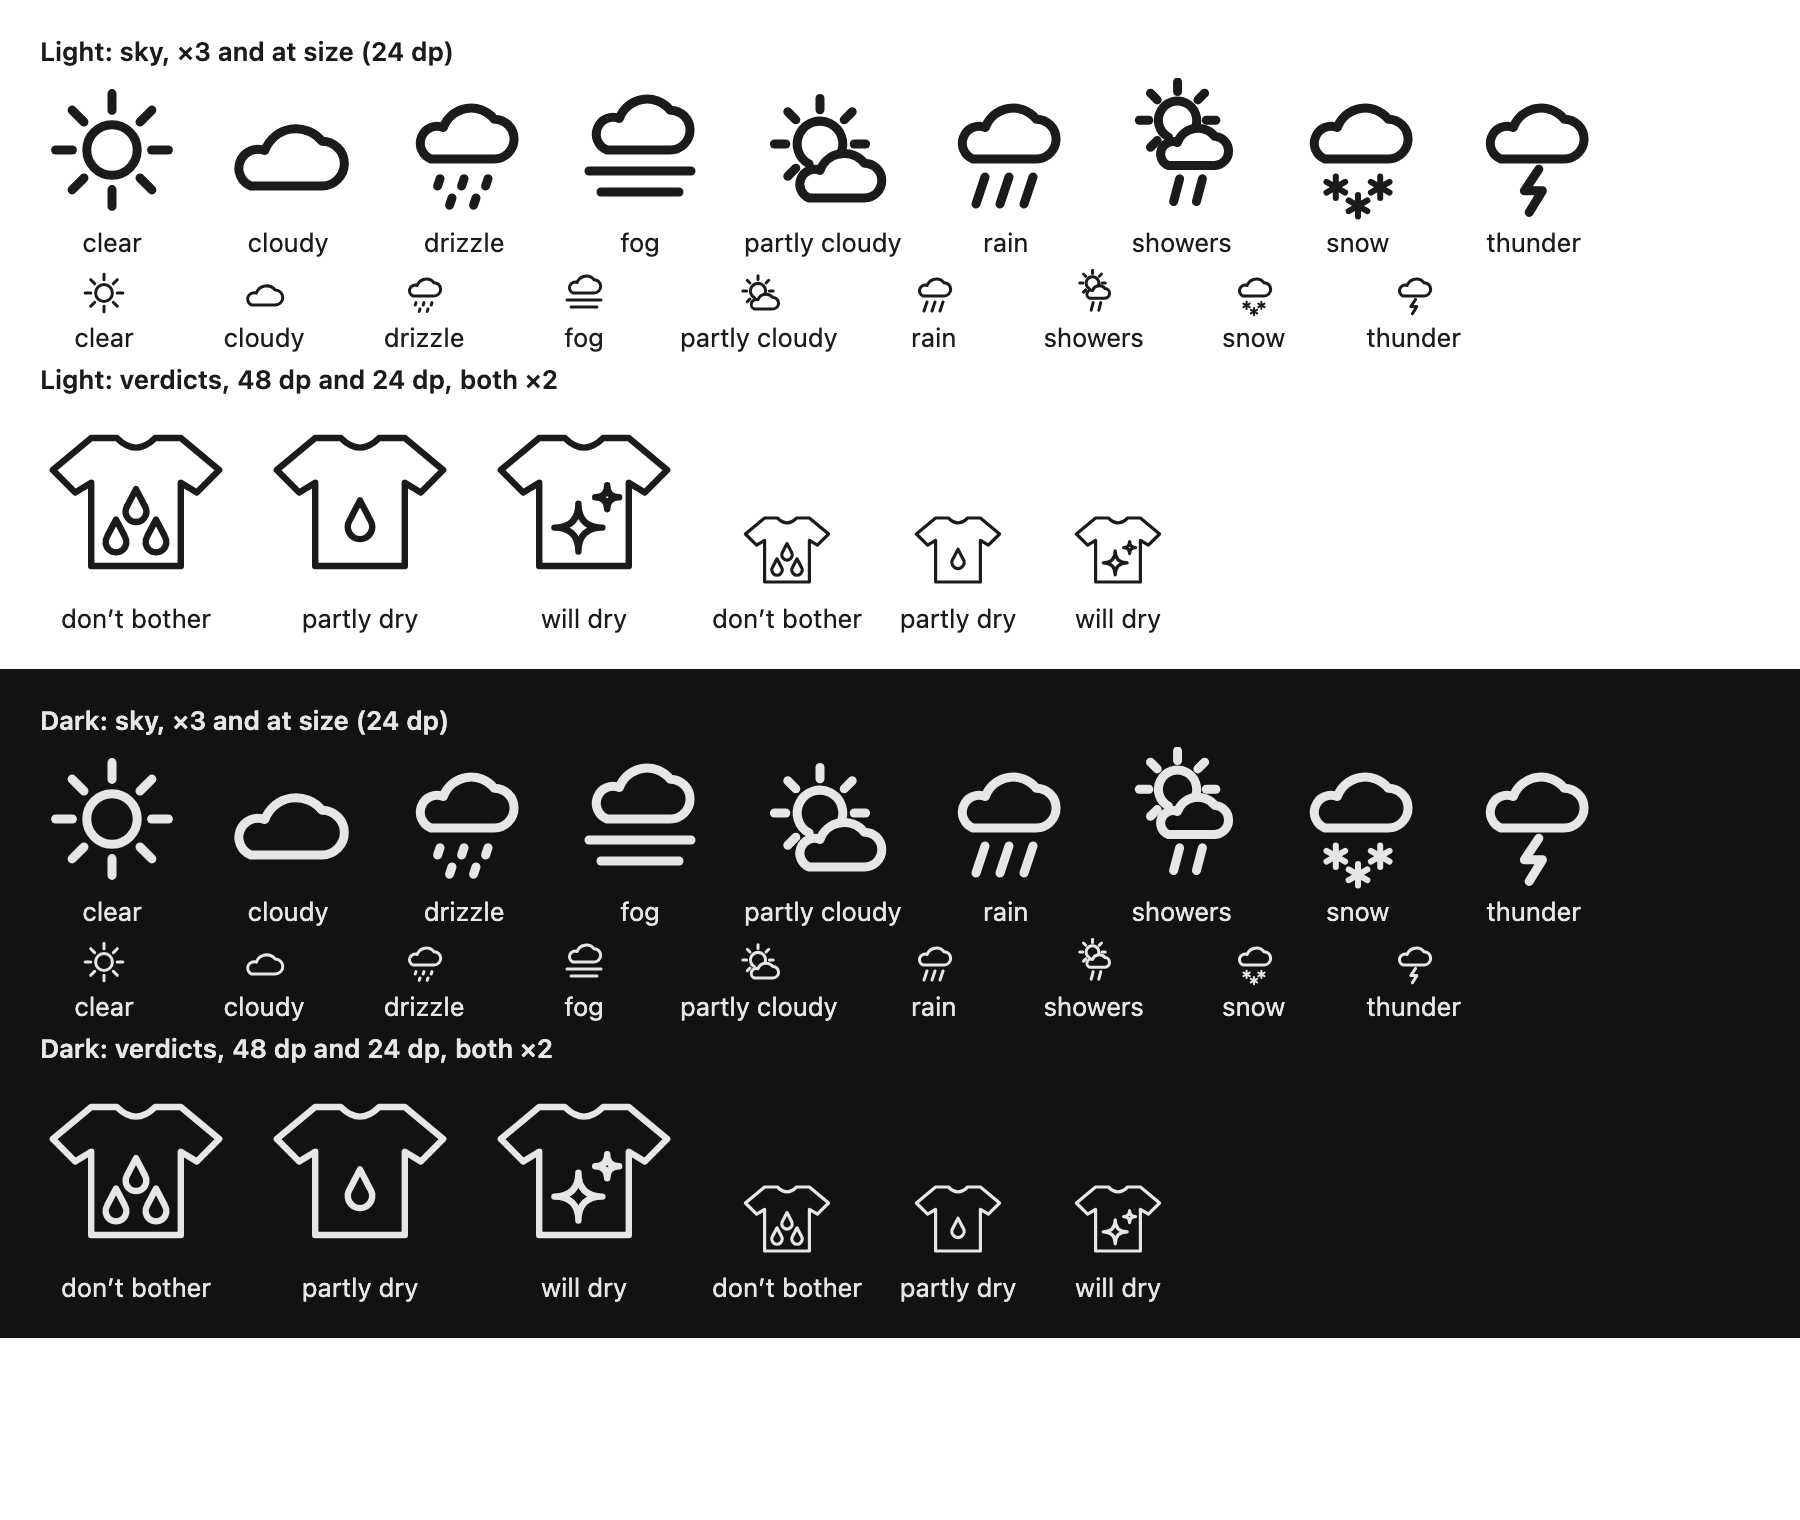 Light: sky, ×3 and at size (24 dp)
clear cloudy drizzle fog partly cloudy rain showers snow thunder
clear cloudy drizzle fog partly cloudy rain showers snow thunder
Light: verdicts, 48 dp and 24 dp, both ×2
don’t bother partly dry will dry don’t bother partly dry will dry
Dark: sky, ×3 and at size (24 dp)
clear cloudy drizzle fog partly cloudy rain showers snow thunder
clear cloudy drizzle fog partly cloudy rain showers snow thunder
Dark: verdicts, 48 dp and 24 dp, both ×2
don’t bother partly dry will dry don’t bother partly dry will dry